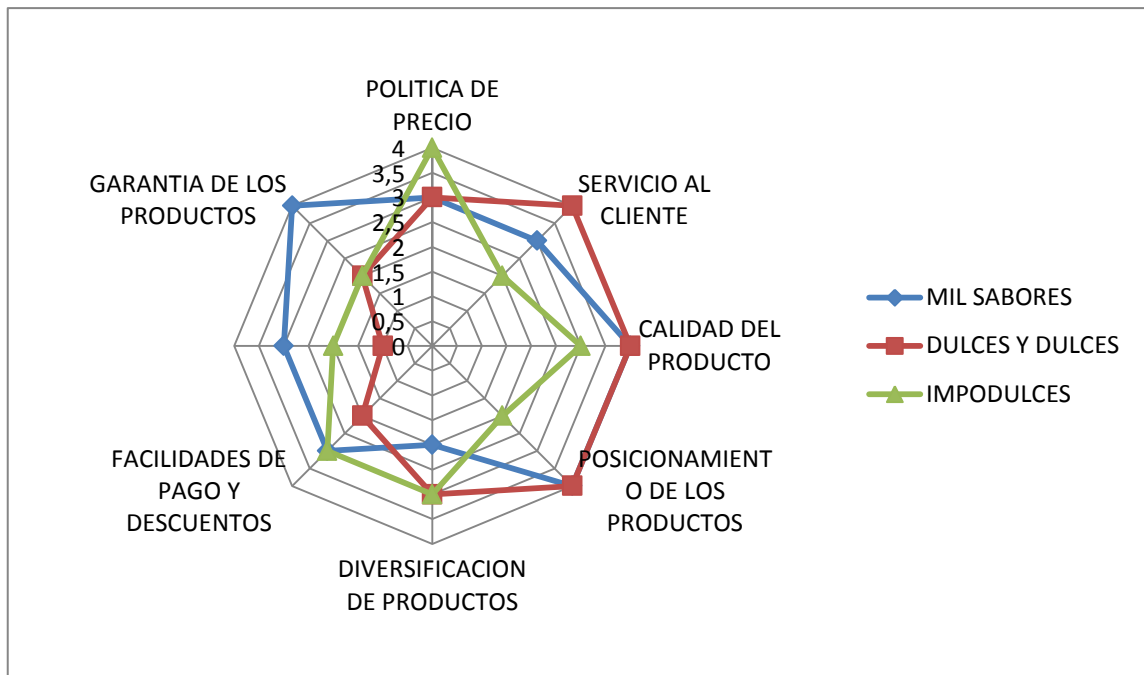 POLITICA DE
PRECIO
SERVICIO AL
CLIENTE
CALIDAD DEL
PRODUCTO
POSICIONAMIENT
O DE LOS
PRODUCTOS
DIVERSIFICACION
DE PRODUCTOS
FACILIDADES DE
PAGO Y
DESCUENTOS
GARANTIA DE LOS
PRODUCTOS
4
3,5
3
2,5
2
1,5
1
0,5
0
MIL SABORES
DULCES Y DULCES
IMPODULCES